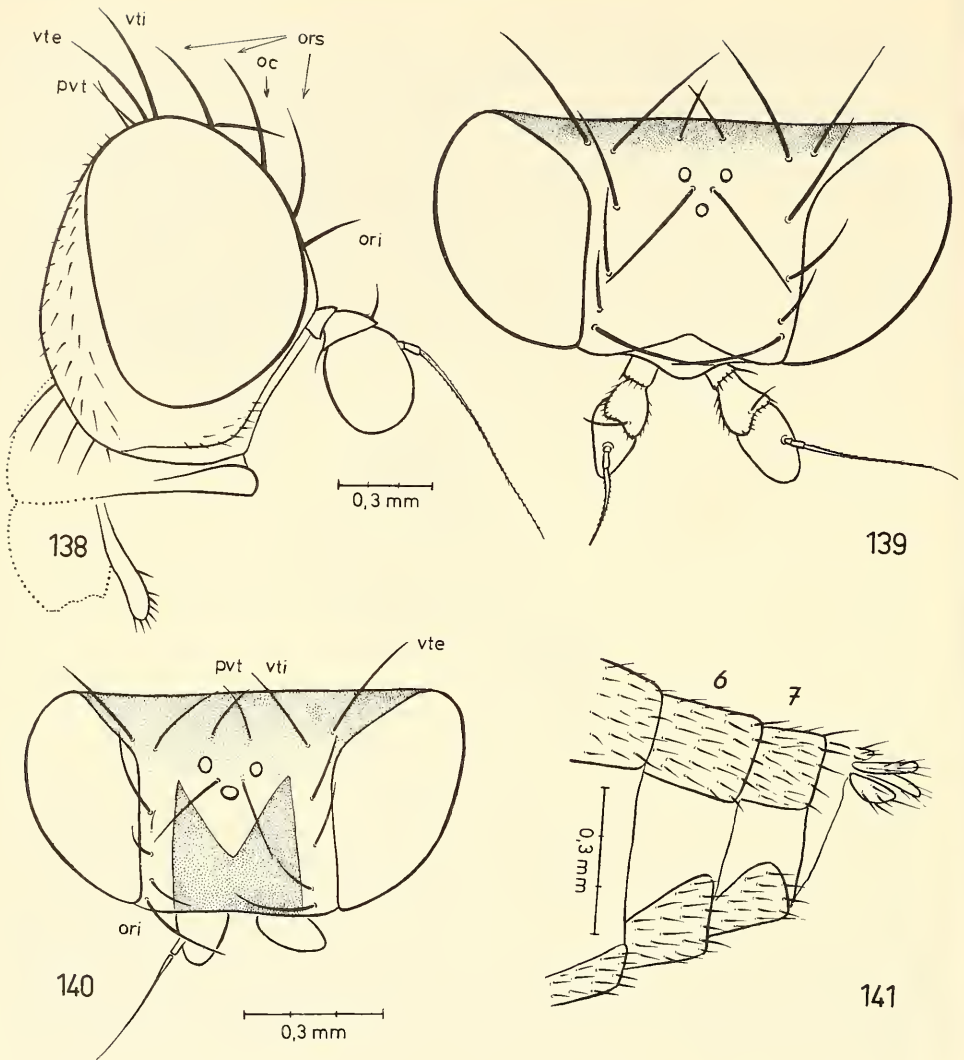 vti
vte
ors
oc
pvt
ori
0,3 mm
138
139
pvt vti
vte
6
7
0,3 mm
ori
140
0,3 mm
141